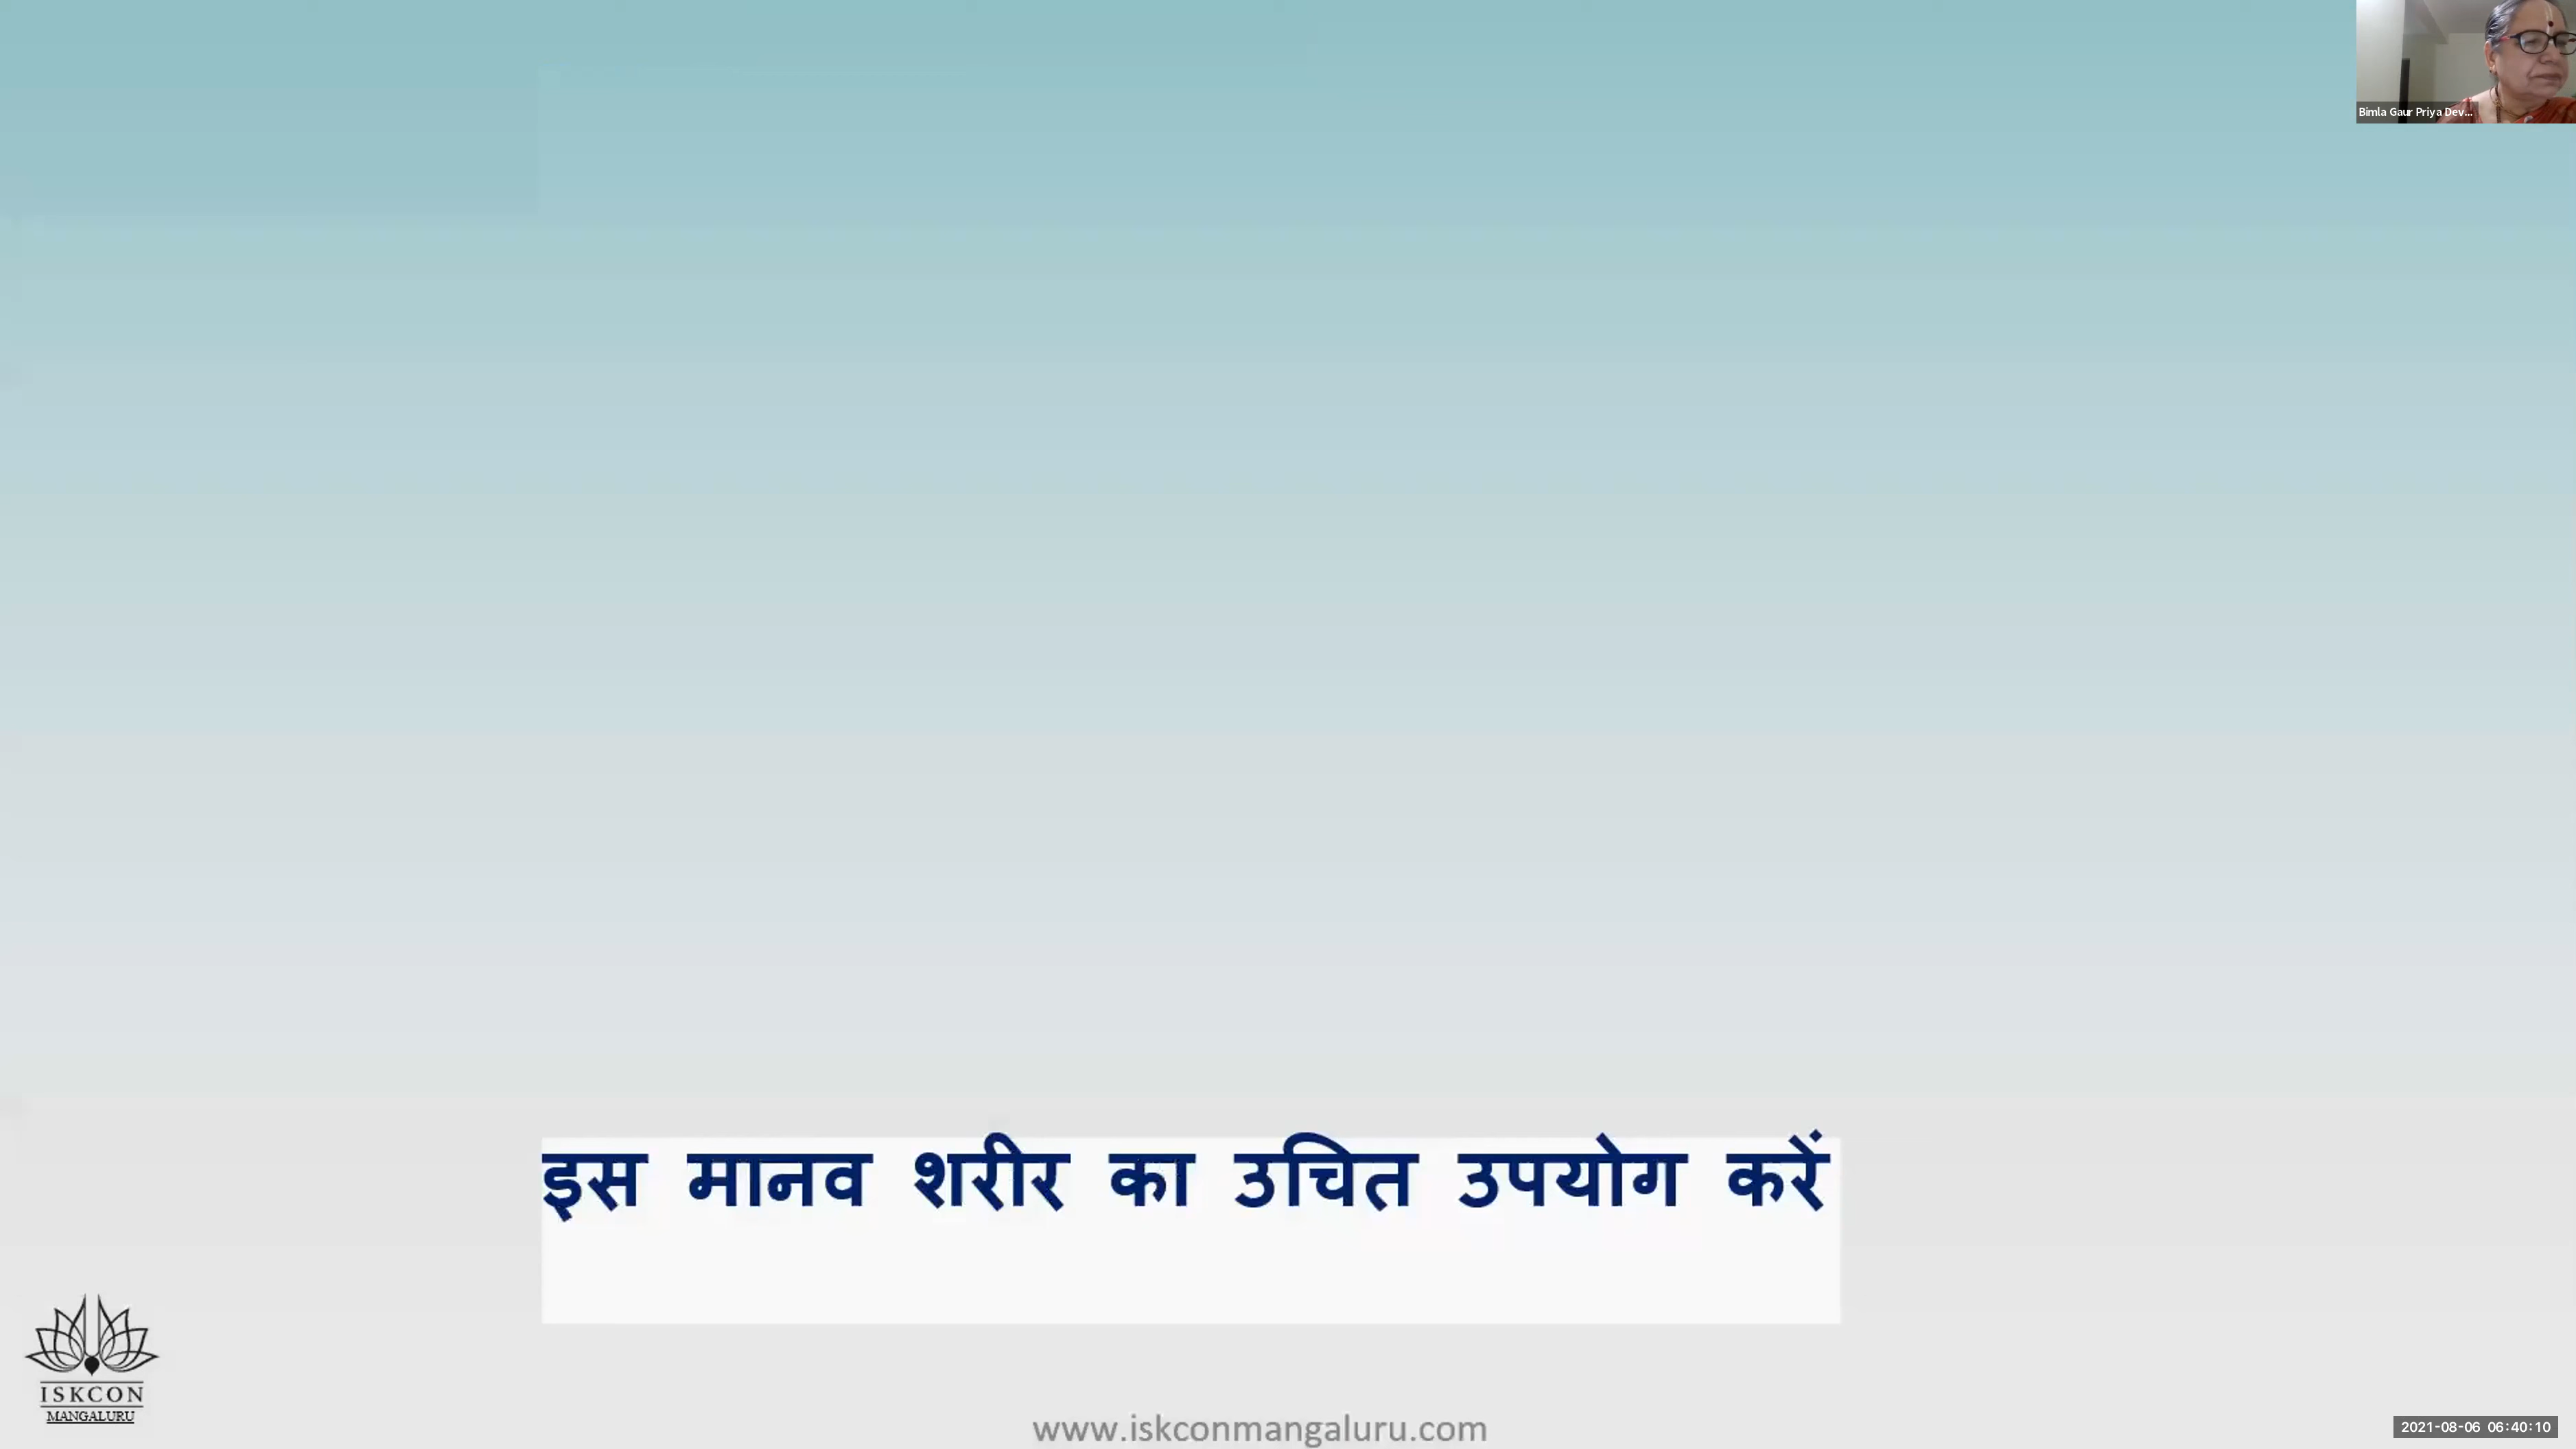 Bimla Gaur Priya Dev...
इस मानव शरीर का उचित उपयोग करें
ISKCON
MANGALURU
www.iskconmangaluru.com
2021-08-06 06:40:10